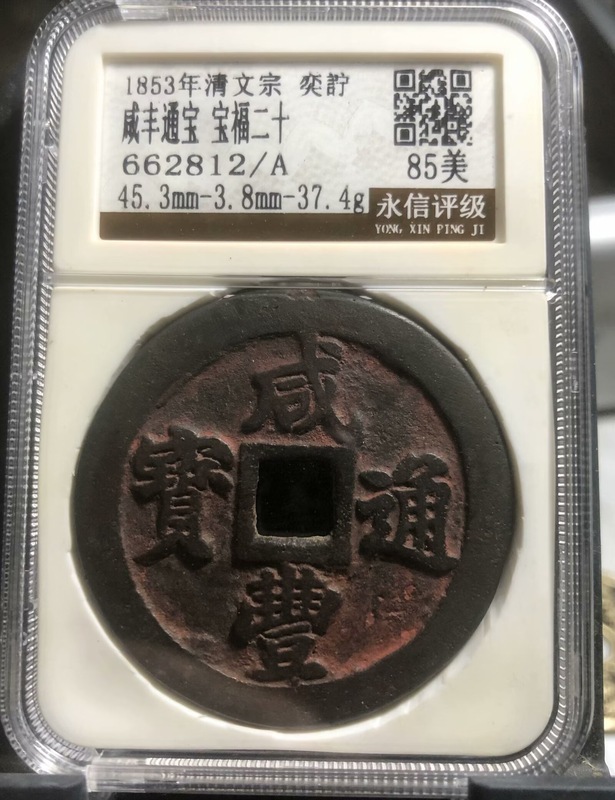 1853年清文宗 奕詝
咸丰通宝 宝福二十
662812/A
85美
45.3mm-3.8mm-37.4g
永信评级
YONG XIN PING JI
咸
豐
通
寶